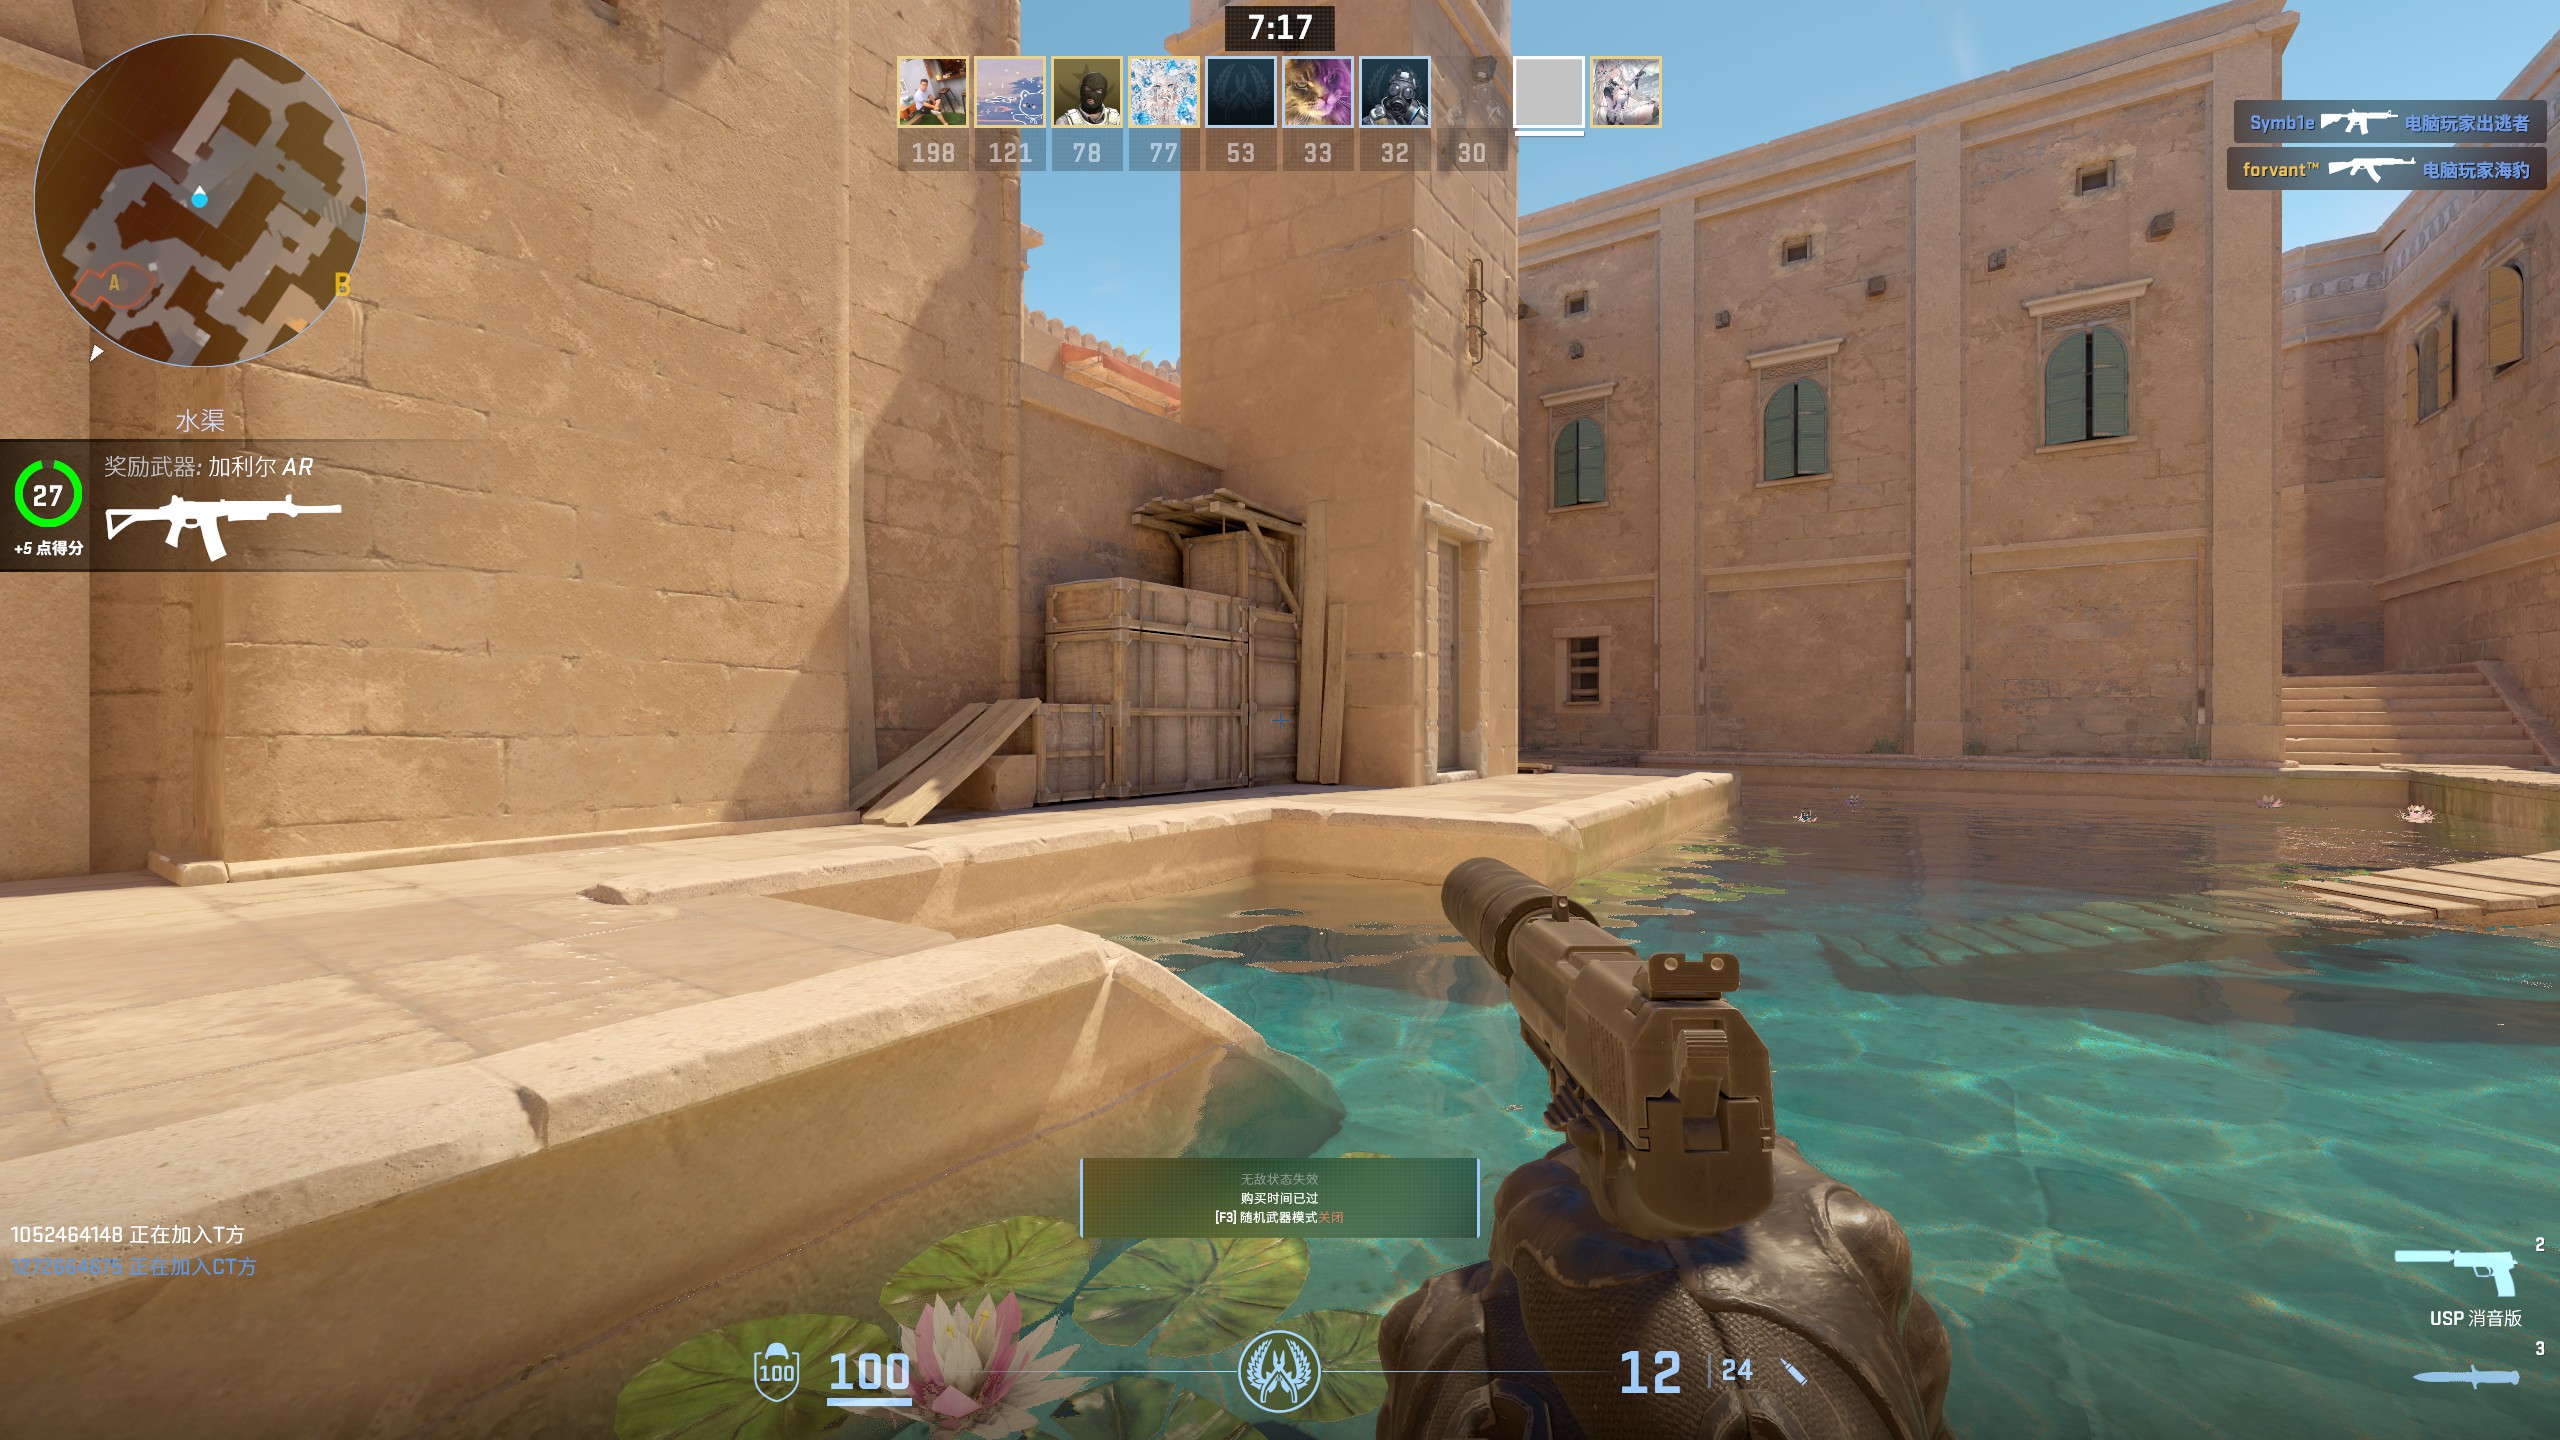 7:17
198 121 78 77 53 33 32 30
Symb1e 电脑玩家出逃者
forvant™ 电脑玩家海豹
A
B
水渠
奖励武器: 加利尔 AR
27
+5 点得分
无敌状态失效
购买时间已过
[F3] 随机武器模式关闭
1052464148 正在加入T方
1272664675 正在加入CT方
2
USP 消音版
3
100
100
12
24